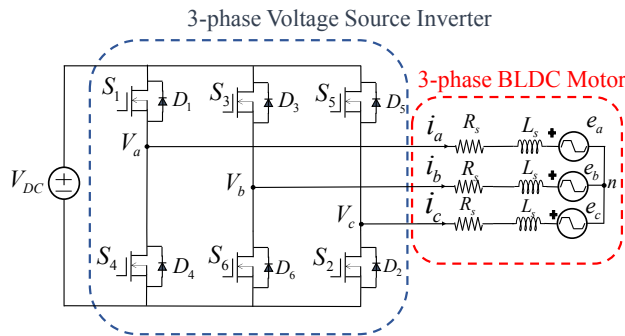 3-phase Voltage Source Inverter
3-phase BLDC Motor
S1 D1 S3 D3 S5 D5
Va ia Rs Ls + ea
VDC Vb ib Rs Ls + eb n
Vc ic Rs Ls + ec
S4 D4 S6 D6 S2 D2